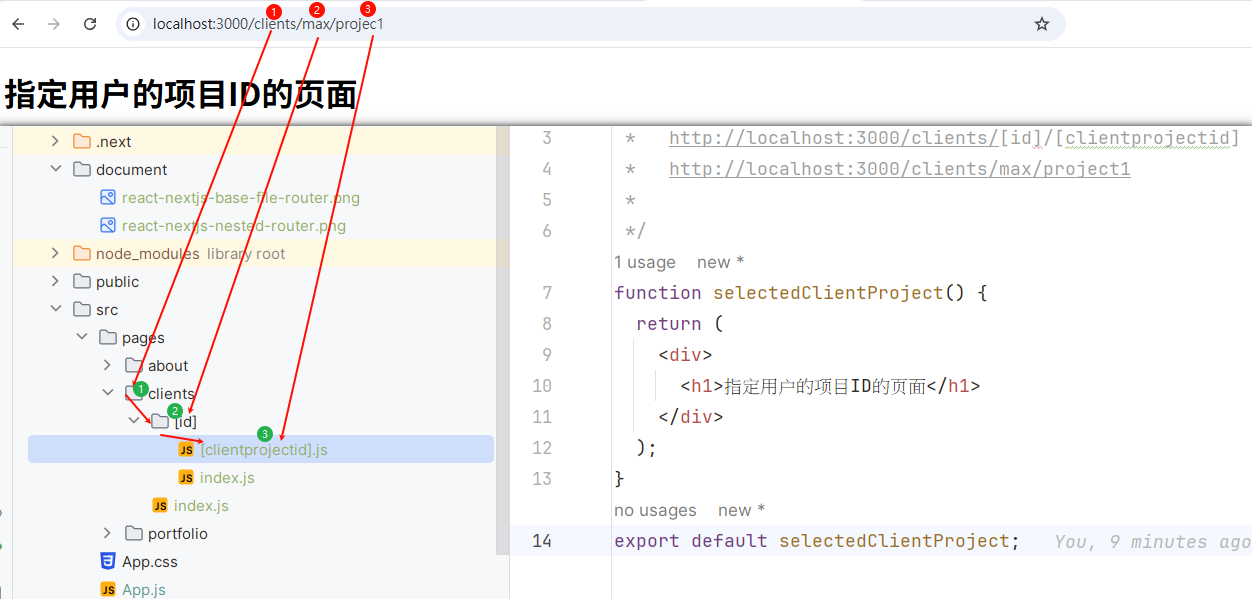 1 2 3
localhost:3000/clients/max/projec1
指定用户的项目ID的页面
.next
document
react-nextjs-base-file-router.png
react-nextjs-nested-router.png
node_modules library root
public
src
pages
about
1 clients
2 [id]
3
JS [clientprojectid].js
JS index.js
JS index.js
portfolio
App.css
JS App.js
3 * http://localhost:3000/clients/[id]/[clientprojectid]
4 * http://localhost:3000/clients/max/project1
5 *
6 */
1 usage new *
7 function selectedClientProject() {
8 return (
9 <div>
10 <h1>指定用户的项目ID的页面</h1>
11 </div>
12 );
13 }
no usages new *
14 export default selectedClientProject; You, 9 minutes ago